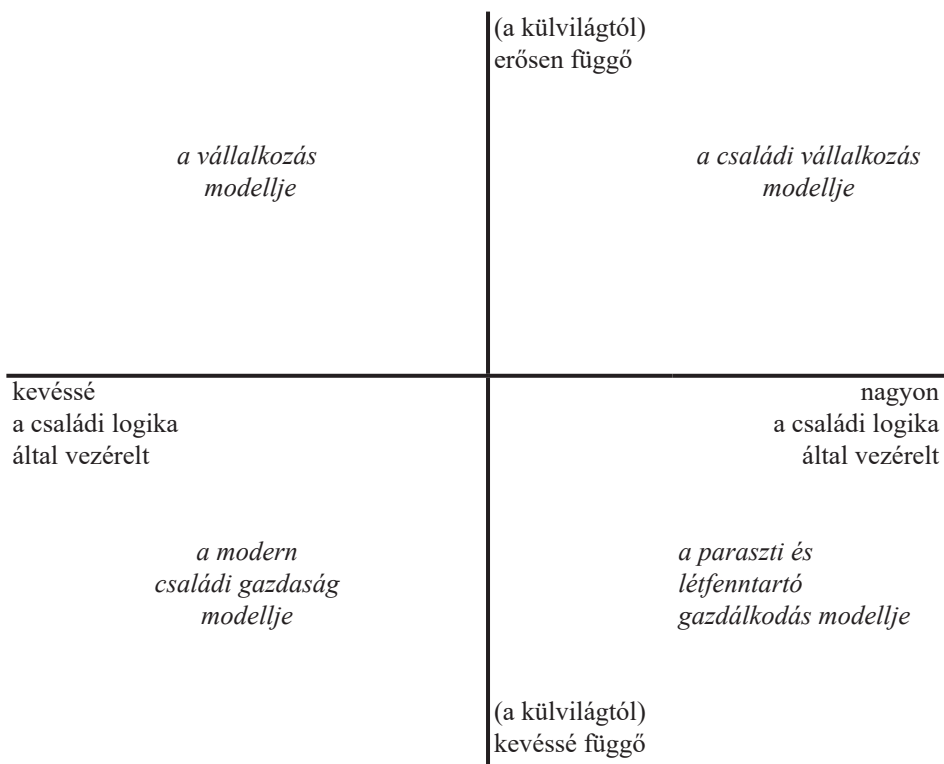 (a külvilágtól)
erősen függő
a vállalkozás
modellje
a családi vállalkozás
modellje
kevéssé
a családi logika
által vezérelt
nagyon
a családi logika
által vezérelt
a modern
családi gazdaság
modellje
a paraszti és
létfenntartó
gazdálkodás modellje
(a külvilágtól)
kevéssé függő